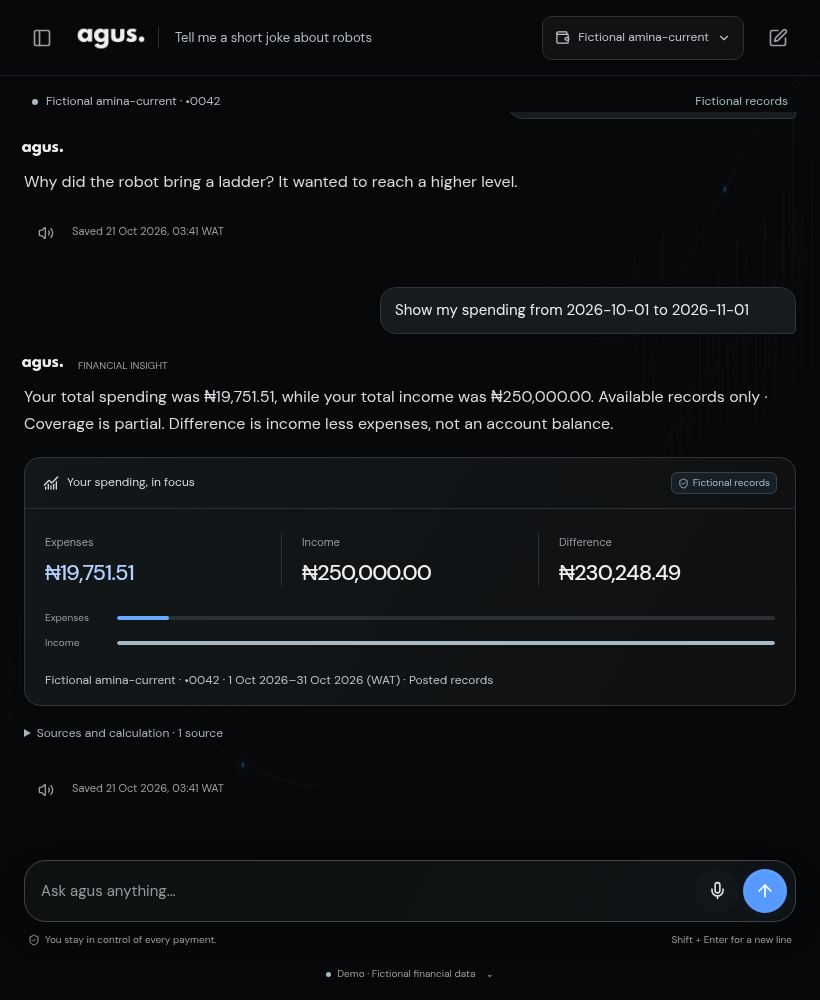 agus.
Tell me a short joke about robots
Fictional amina-current
Fictional amina-current · •0042
Fictional records
agus.
Why did the robot bring a ladder? It wanted to reach a higher level.
Saved 21 Oct 2026, 03:41 WAT
Show my spending from 2026-10-01 to 2026-11-01
agus.
FINANCIAL INSIGHT
Your total spending was ₦19,751.51, while your total income was ₦250,000.00. Available records only ·
Coverage is partial. Difference is income less expenses, not an account balance.
Your spending, in focus
Fictional records
Expenses
₦19,751.51
Income
₦250,000.00
Difference
₦230,248.49
Expenses
Income
Fictional amina-current · •0042 · 1 Oct 2026–31 Oct 2026 (WAT) · Posted records
Sources and calculation · 1 source
Saved 21 Oct 2026, 03:41 WAT
Ask agus anything...
You stay in control of every payment.
Shift + Enter for a new line
Demo · Fictional financial data